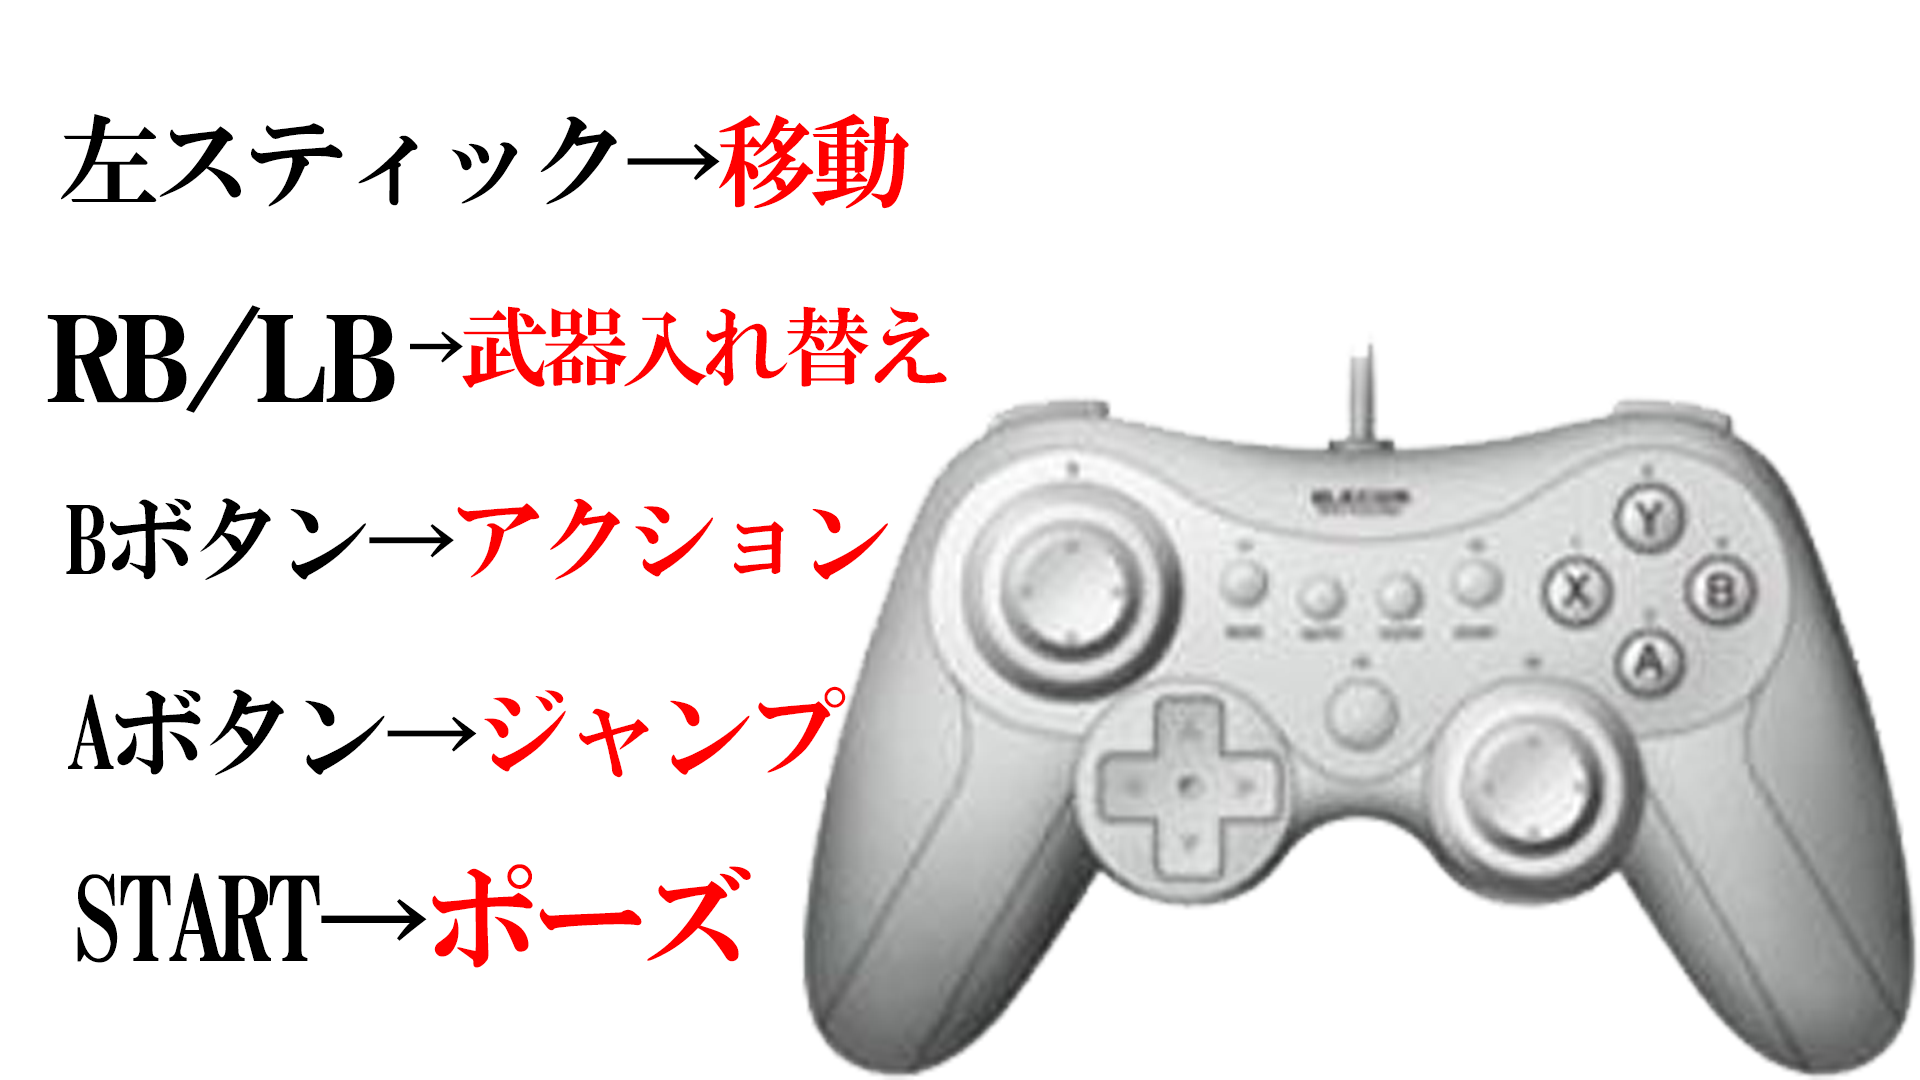 左スティック→移動
RB/LB→武器入れ替え
Bボタン→アクション
Aボタン→ジャンプ
START→ポーズ
ELECOM
Y
X
B
A